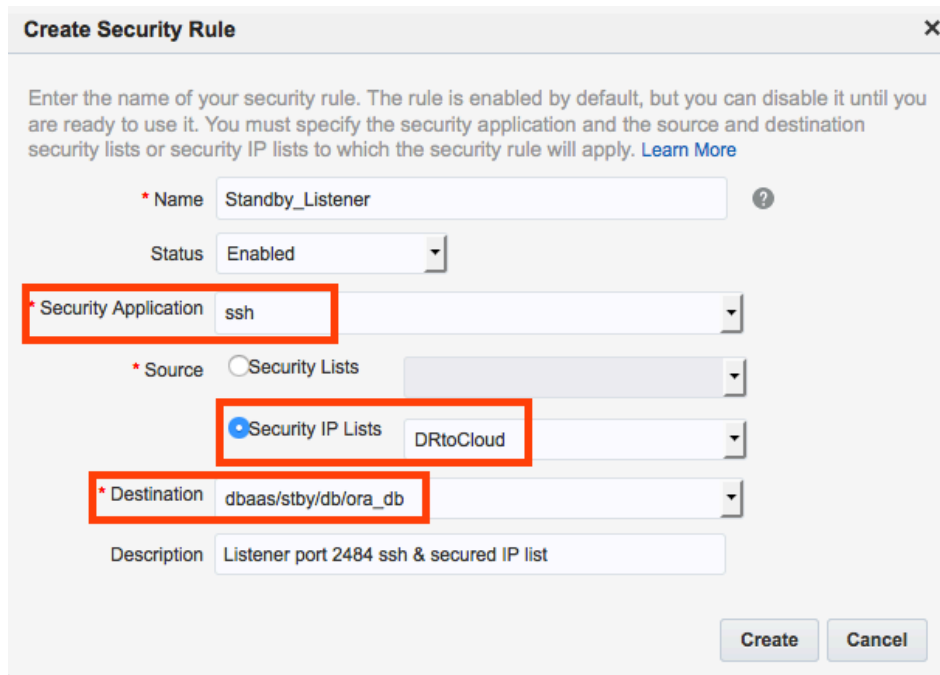 Create Security Rule
Enter the name of your security rule. The rule is enabled by default, but you can disable it until you
are ready to use it. You must specify the security application and the source and destination
security lists or security IP lists to which the security rule will apply. Learn More
* Name Standby_Listener ?
Status Enabled
* Security Application ssh
* Source Security Lists
Security IP Lists DRtoCloud
* Destination dbaas/stby/db/ora_db
Description Listener port 2484 ssh & secured IP list
Create Cancel